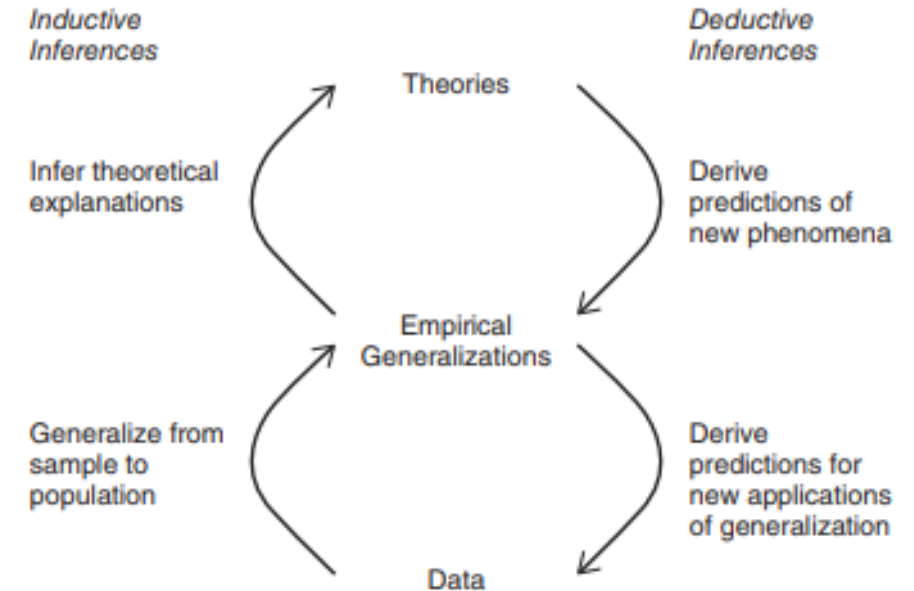 Inductive
Inferences
Deductive
Inferences
Theories
Infer theoretical
explanations
Derive
predictions of
new phenomena
Empirical
Generalizations
Generalize from
sample to
population
Derive
predictions for
new applications
of generalization
Data